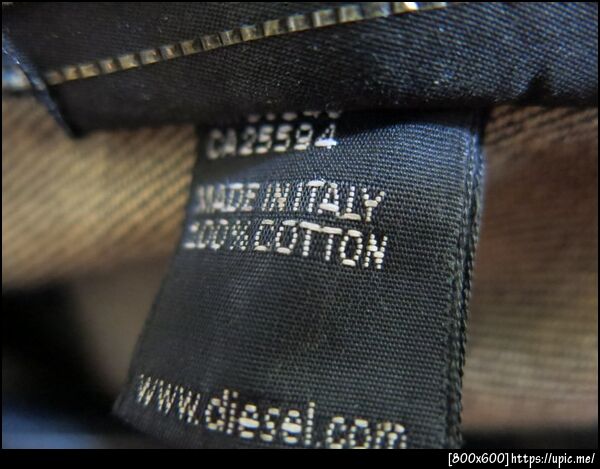 CA25594
MADE IN ITALY
100% COTTON
www.diesel.com
[800x600]https://upic.me/